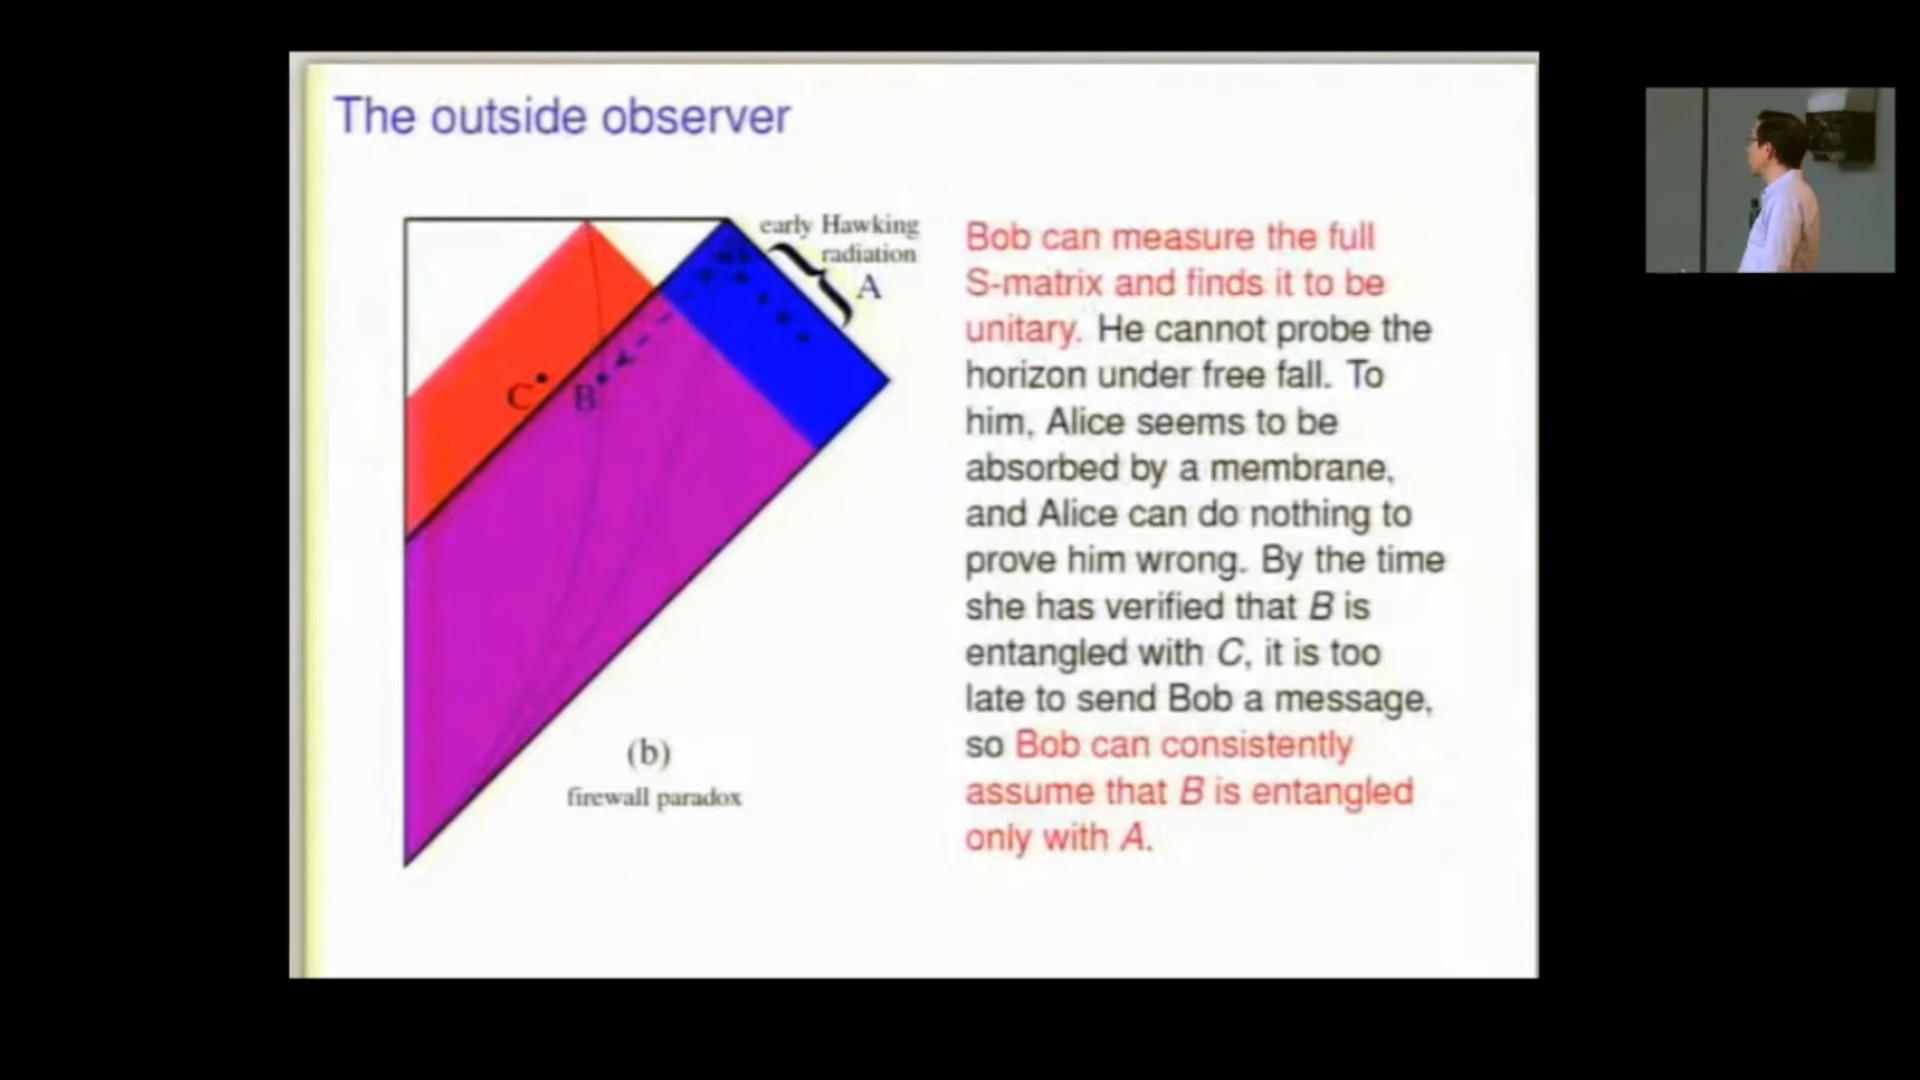 The outside observer
early Hawking
radiation
A
C
B
(b)
firewall paradox
Bob can measure the full
S-matrix and finds it to be
unitary. He cannot probe the
horizon under free fall. To
him, Alice seems to be
absorbed by a membrane,
and Alice can do nothing to
prove him wrong. By the time
she has verified that B is
entangled with C, it is too
late to send Bob a message,
so Bob can consistently
assume that B is entangled
only with A.